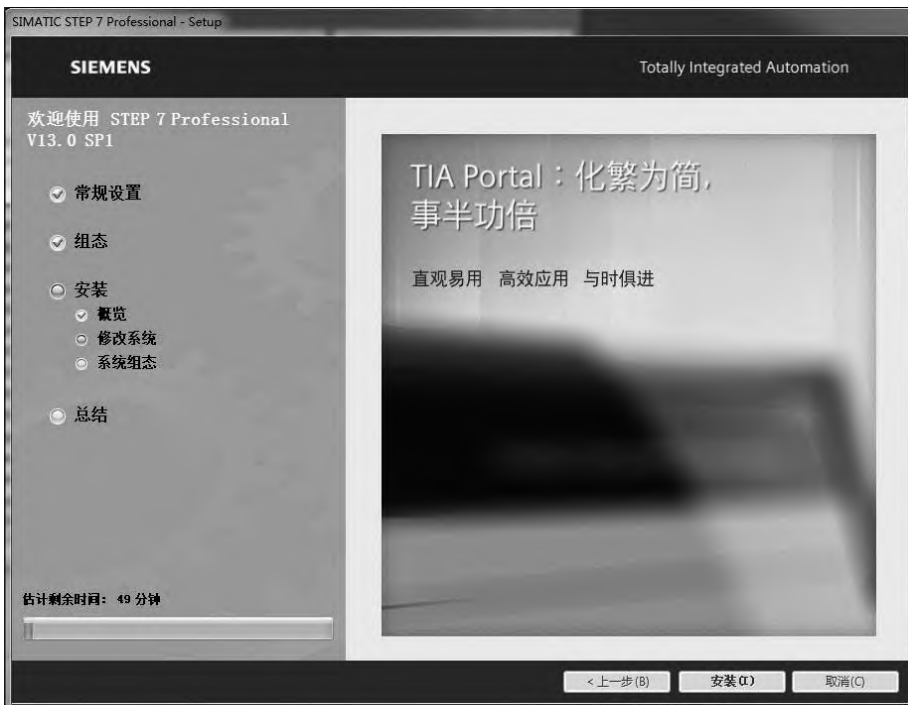 SIMATIC STEP 7 Professional - Setup
SIEMENS
Totally Integrated Automation
欢迎使用 STEP 7 Professional
V13.0 SP1
常规设置
组态
安装
概览
修改系统
系统组态
总结
估计剩余时间: 49 分钟
TIA Portal：化繁为简,
事半功倍
直观易用 高效应用 与时俱进
<上一步(B)
安装(I)
取消(C)